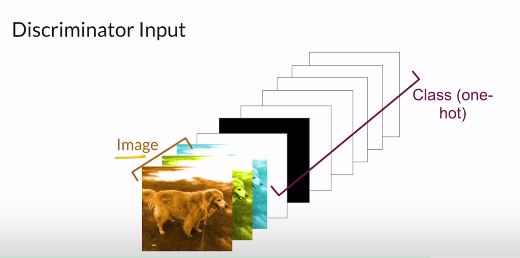 Discriminator Input
Class (one-
hot)
Image